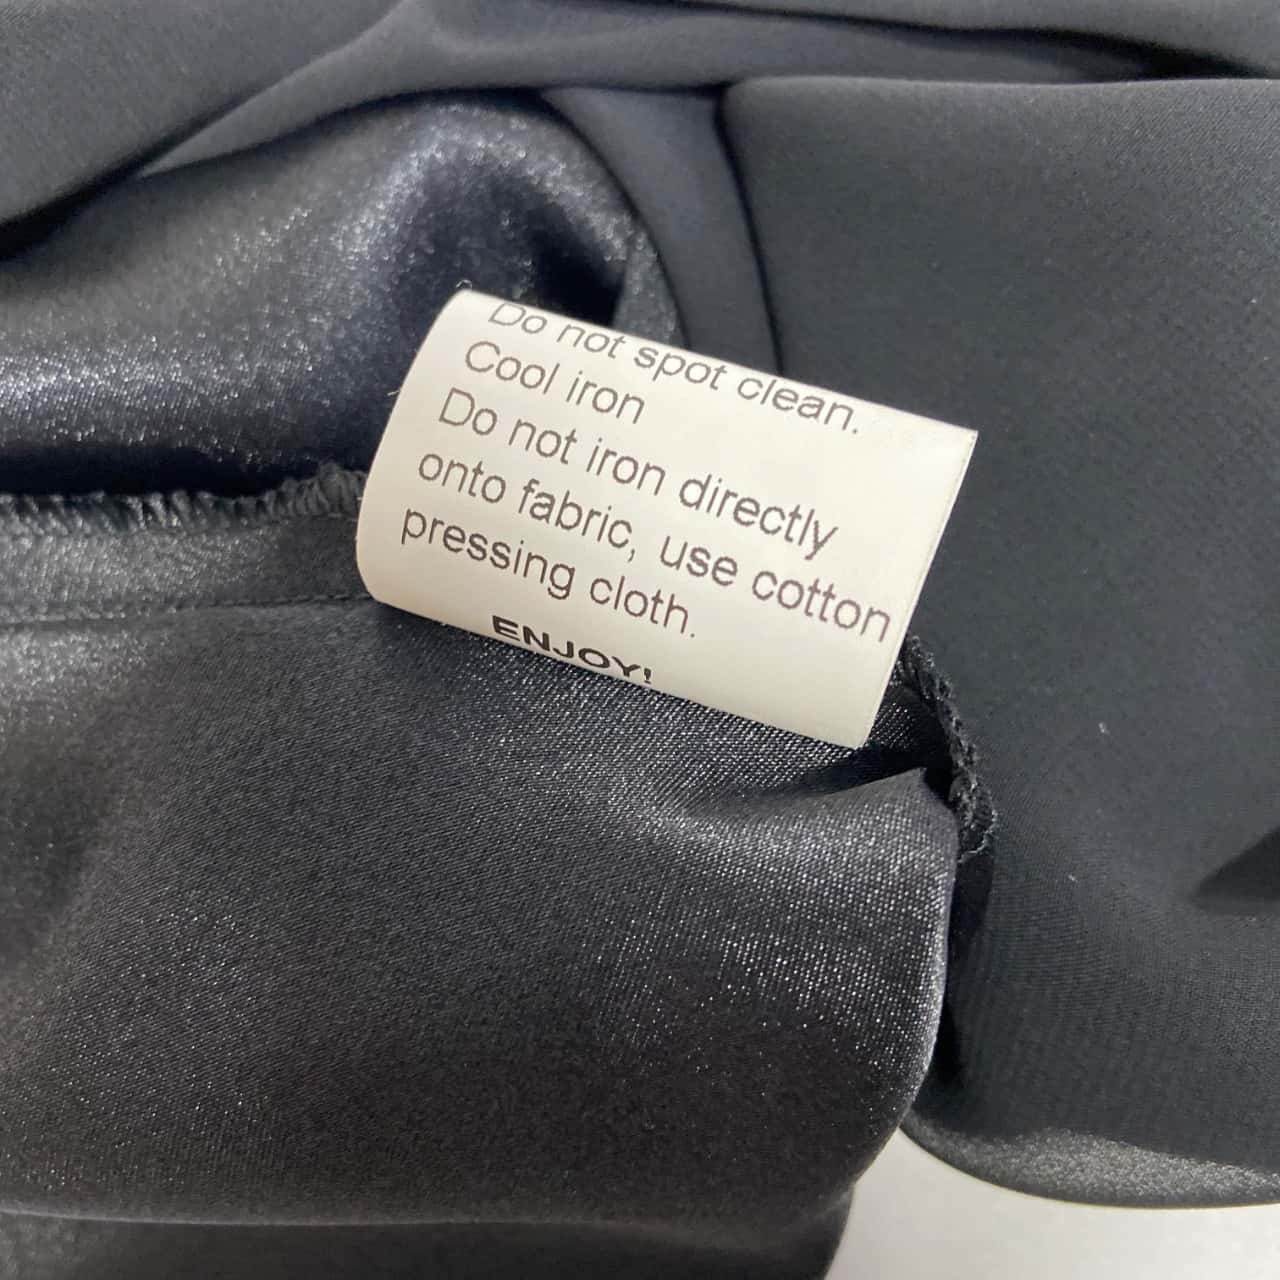 Do not spot clean.
Cool iron
Do not iron directly
onto fabric, use cotton
pressing cloth.
ENJOY!